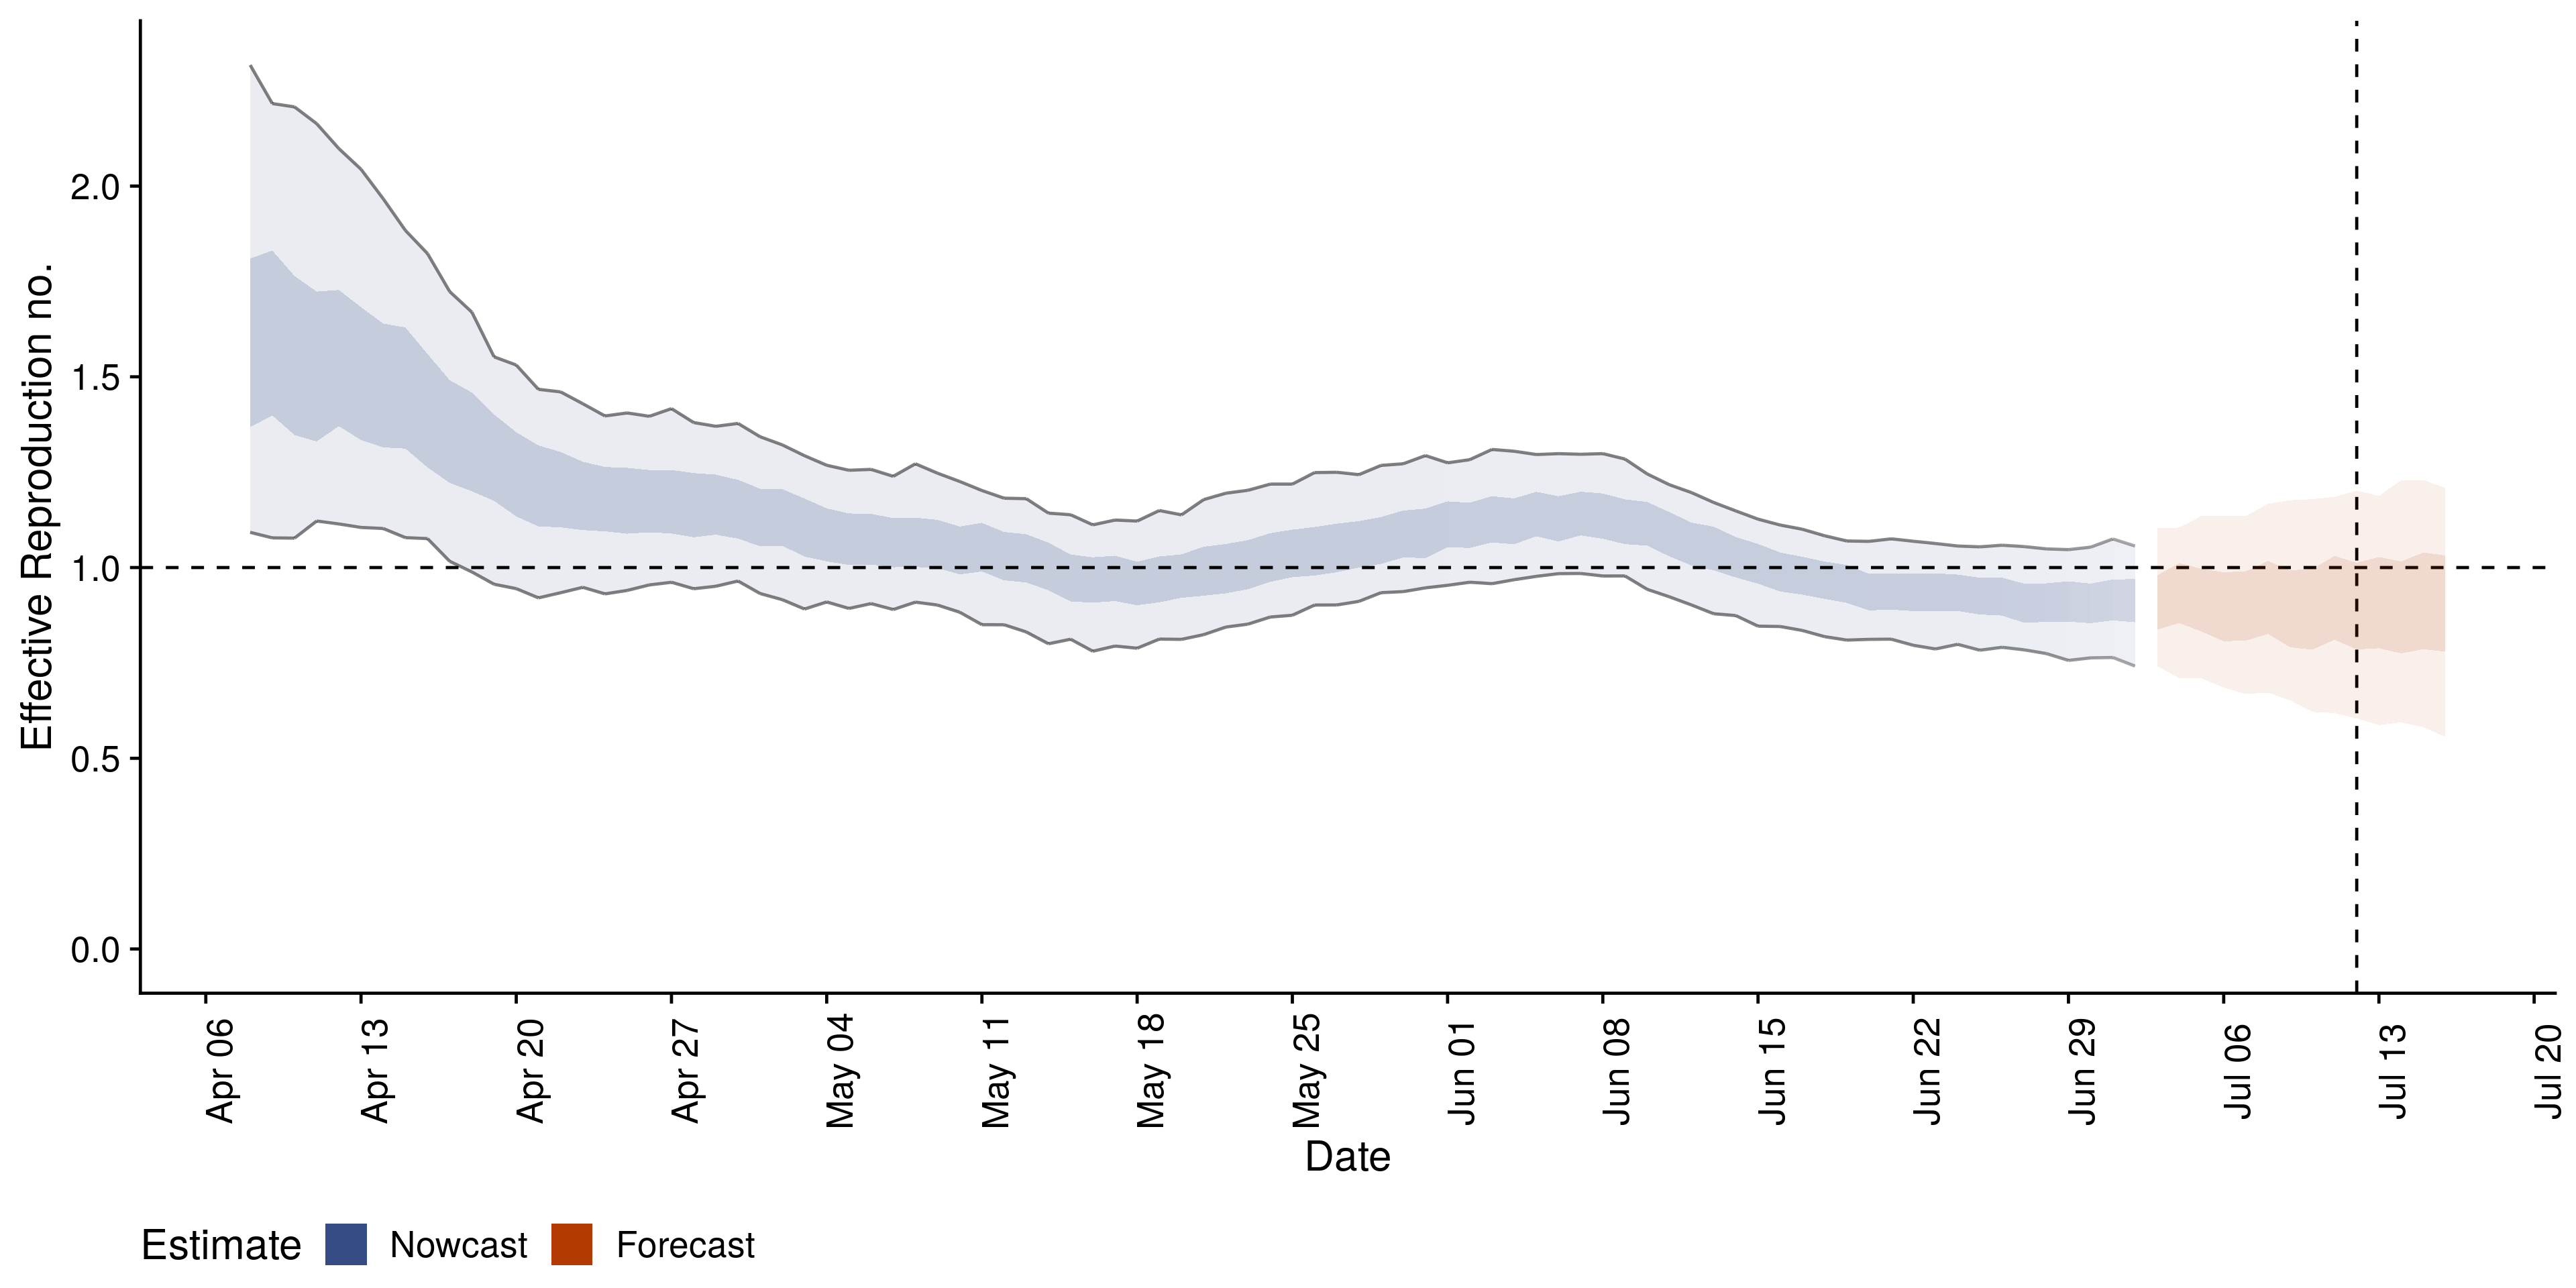 Effective Reproduction no.
2.0
1.5
1.0
0.5
0.0
Apr 06
Apr 13
Apr 20
Apr 27
May 04
May 11
May 18
May 25
Jun 01
Jun 08
Jun 15
Jun 22
Jun 29
Jul 06
Jul 13
Jul 20
Date
Estimate Nowcast Forecast